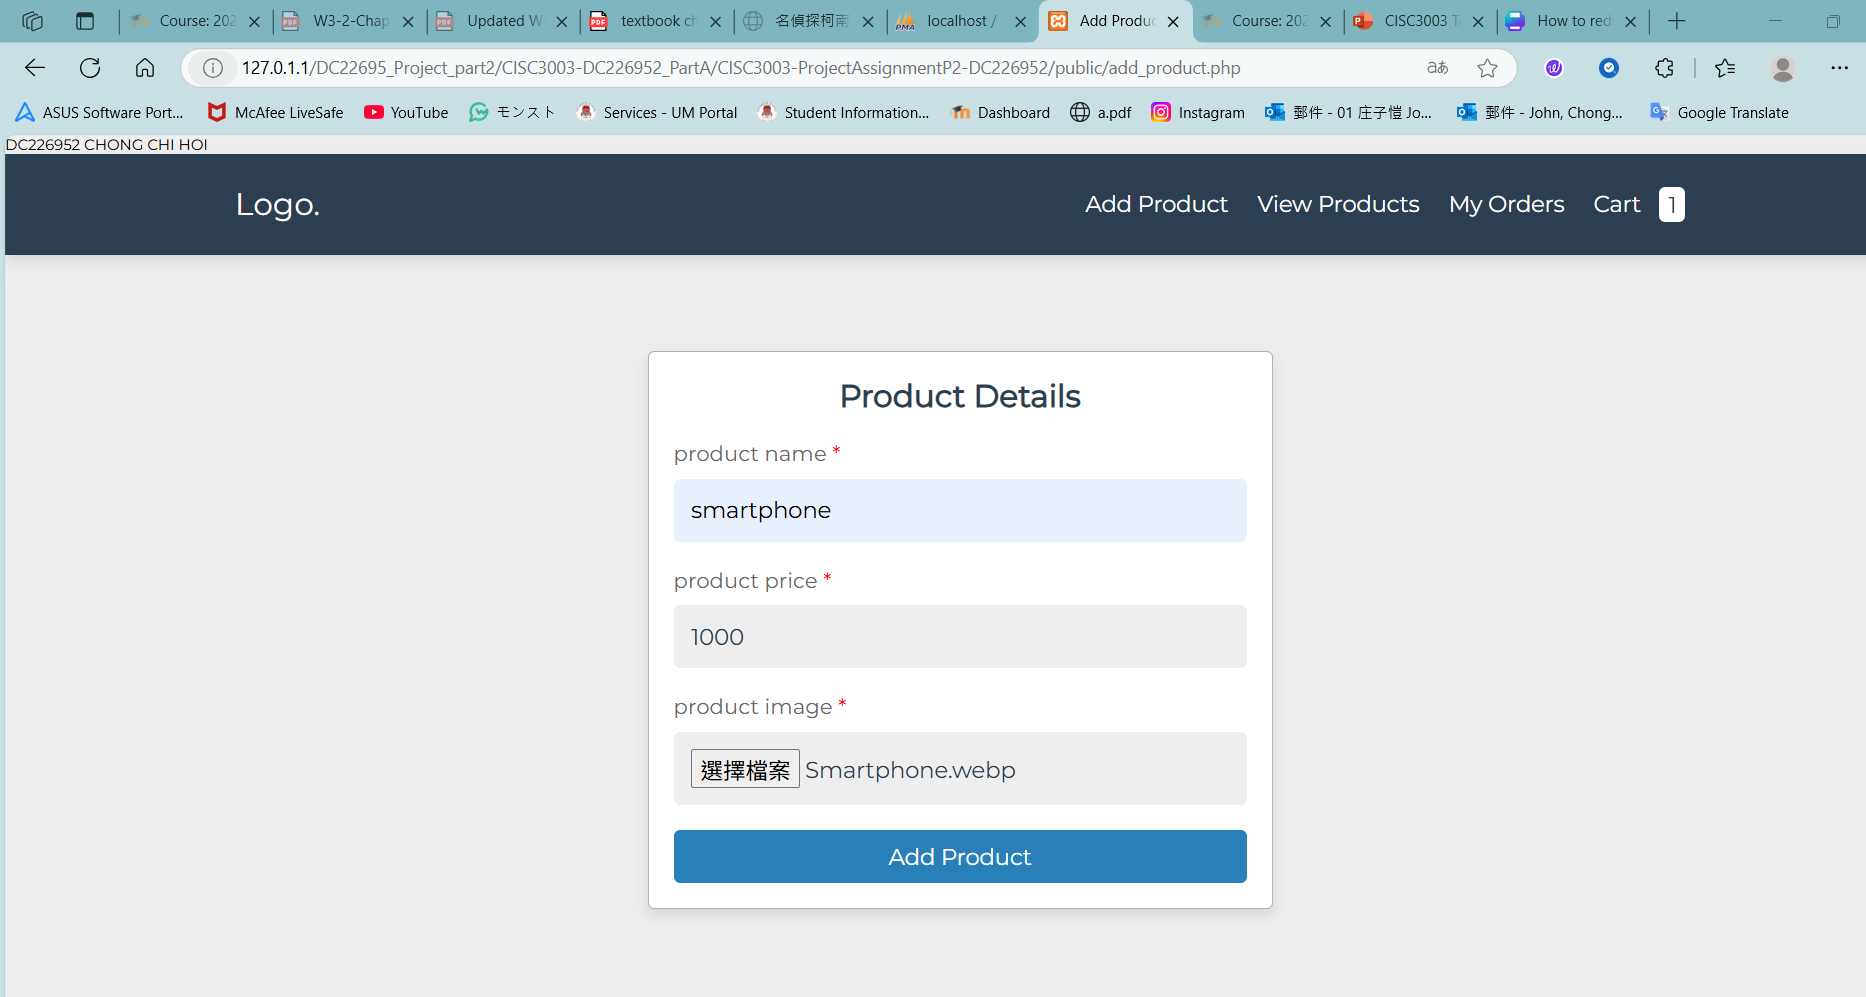 Course: 202
W3-2-Chap
Updated W
textbook ch
名偵探柯南
localhost /
Add Produc
Course: 202
CISC3003 T
How to red
127.0.1.1/DC22695_Project_part2/CISC3003-DC226952_PartA/CISC3003-ProjectAssignmentP2-DC226952/public/add_product.php
ASUS Software Port...
McAfee LiveSafe
YouTube
モンスト
Services - UM Portal
Student Information...
Dashboard
a.pdf
Instagram
郵件 - 01 庄子愷 Jo...
郵件 - John, Chong...
Google Translate
DC226952 CHONG CHI HOI
Logo.
Add Product
View Products
My Orders
Cart 1
Product Details
product name *
smartphone
product price *
1000
product image *
選擇檔案 Smartphone.webp
Add Product